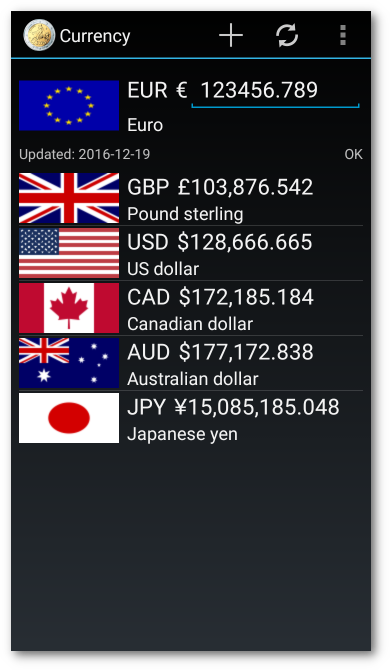 Currency
EUR € 123456.789
Euro
Updated: 2016-12-19 OK
GBP £103,876.542
Pound sterling
USD $128,666.665
US dollar
CAD $172,185.184
Canadian dollar
AUD $177,172.838
Australian dollar
JPY ¥15,085,185.048
Japanese yen